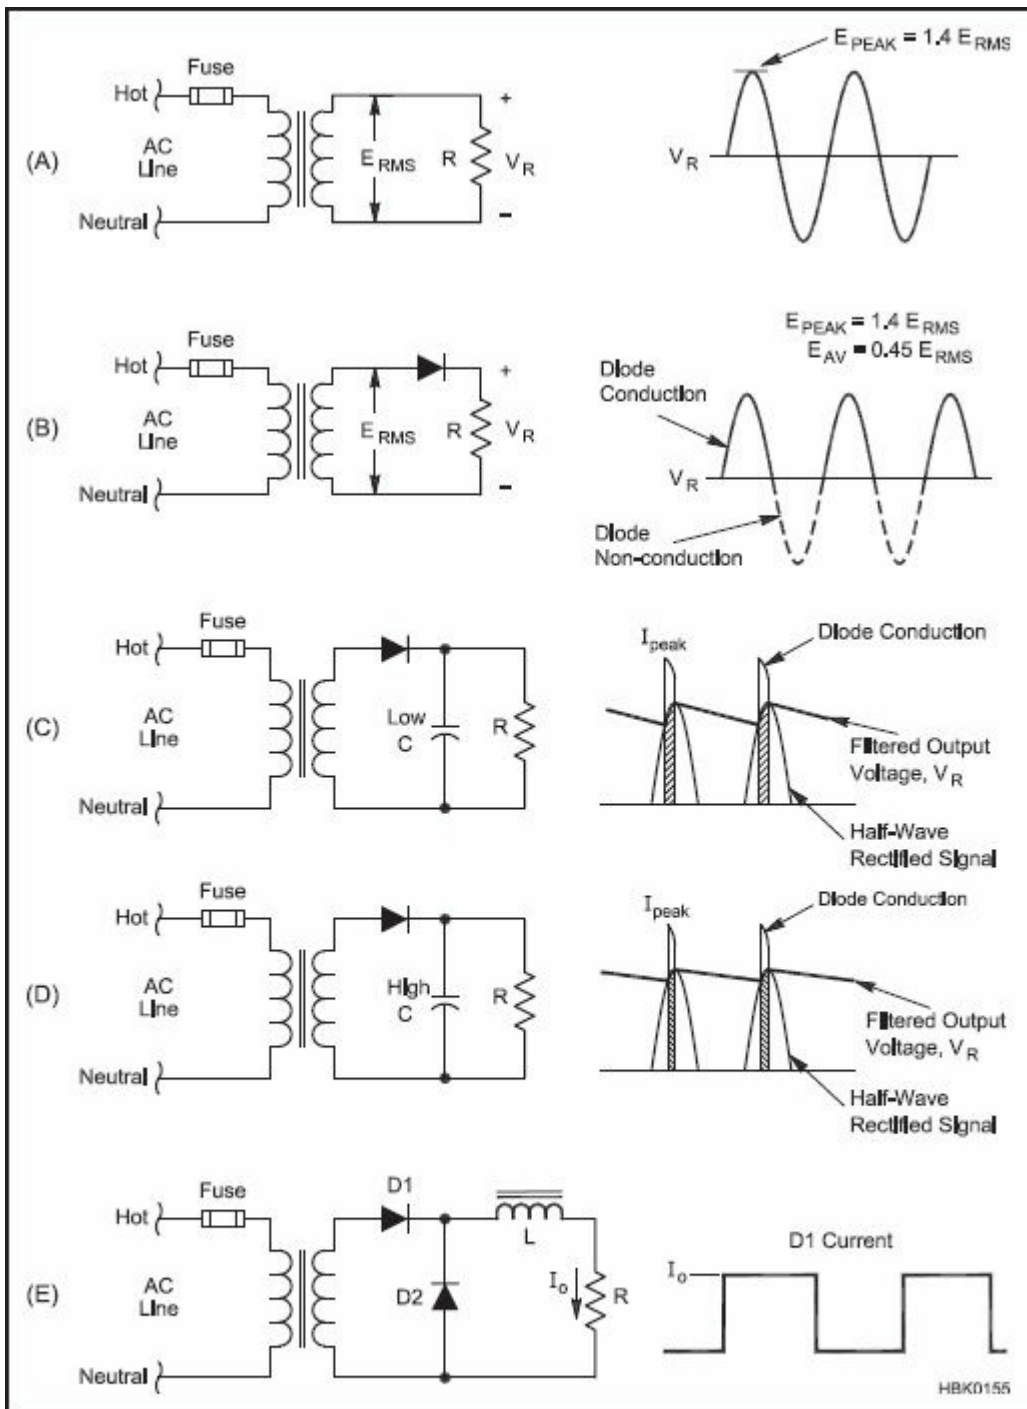 (A)
Hot
Fuse
AC
Line
Neutral
E RMS
R
+
V R
–
E PEAK = 1.4 E RMS
V R
(B)
Hot
Fuse
AC
Line
Neutral
E RMS
R
+
V R
–
E PEAK = 1.4 E RMS
E AV = 0.45 E RMS
Diode
Conduction
V R
Diode
Non-conduction
(C)
Hot
Fuse
AC
Line
Neutral
Low
C
R
I peak
Diode Conduction
Filtered Output
Voltage, V R
Half-Wave
Rectified Signal
(D)
Hot
Fuse
AC
Line
Neutral
High
C
R
I peak
Diode Conduction
Filtered Output
Voltage, V R
Half-Wave
Rectified Signal
(E)
Hot
Fuse
AC
Line
Neutral
D1
D2
L
I o
R
D1 Current
I o
HBK0155